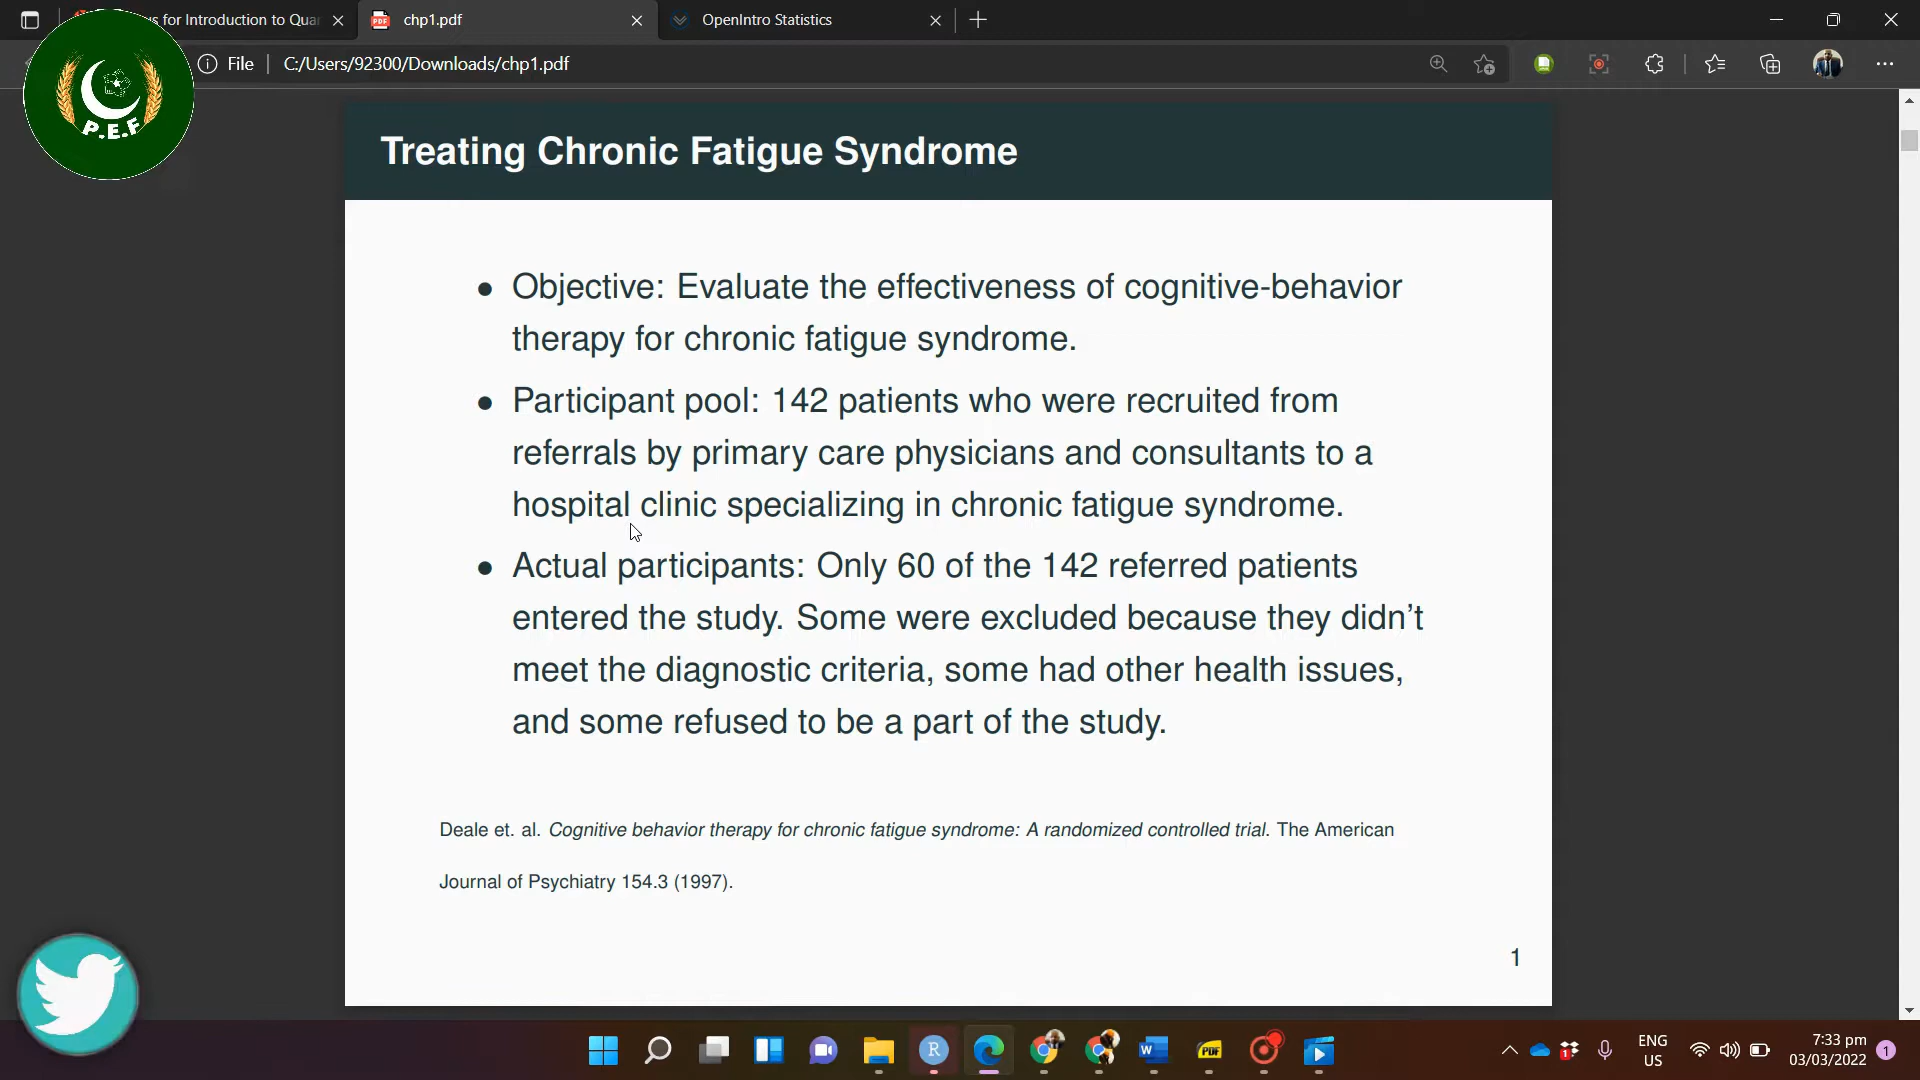 us for Introduction to Qua
chp1.pdf
OpenIntro Statistics
File
C:/Users/92300/Downloads/chp1.pdf
P.E.F
Treating Chronic Fatigue Syndrome
• Objective: Evaluate the effectiveness of cognitive-behavior
therapy for chronic fatigue syndrome.
• Participant pool: 142 patients who were recruited from
referrals by primary care physicians and consultants to a
hospital clinic specializing in chronic fatigue syndrome.
• Actual participants: Only 60 of the 142 referred patients
entered the study. Some were excluded because they didn't
meet the diagnostic criteria, some had other health issues,
and some refused to be a part of the study.
Deale et. al. Cognitive behavior therapy for chronic fatigue syndrome: A randomized controlled trial. The American
Journal of Psychiatry 154.3 (1997).
1
ENG
US
7:33 pm
03/03/2022
1